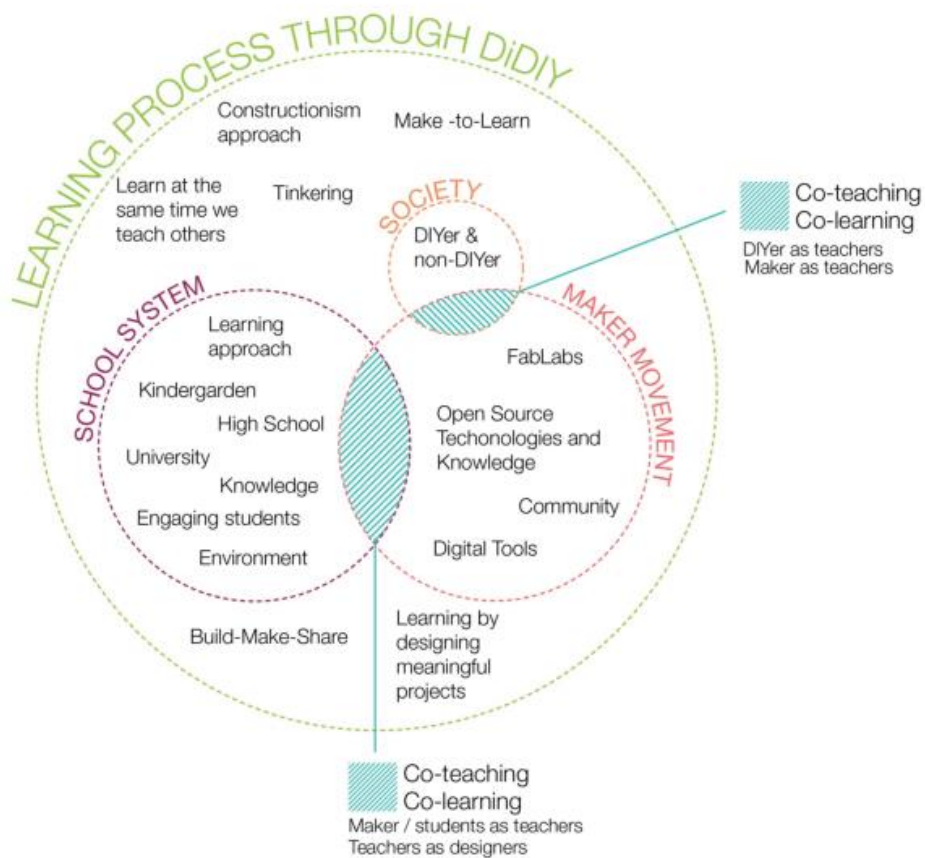 LEARNING PROCESS THROUGH DiDIY
Constructionism
approach
Make -to-Learn
Learn at the
same time we
teach others
Tinkering
SOCIETY
DIYer &
non-DIYer
Co-teaching
Co-learning
DIYer as teachers
Maker as teachers
SCHOOL SYSTEM
Learning
approach
Kindergarden
High School
University
Knowledge
Engaging students
Environment
MAKER MOVEMENT
FabLabs
Open Source
Techonologies and
Knowledge
Community
Digital Tools
Build-Make-Share
Learning by
designing
meaningful
projects
Co-teaching
Co-learning
Maker / students as teachers
Teachers as designers